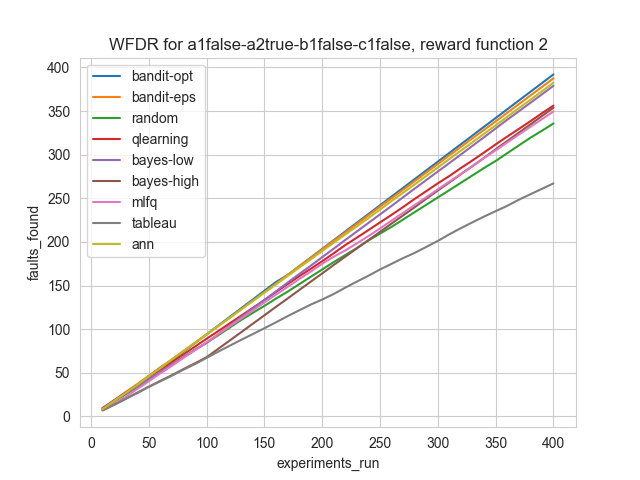 WFDR for a1false-a2true-b1false-c1false, reward function 2
faults_found
400
350
300
250
200
150
100
50
0
bandit-opt
bandit-eps
random
qlearning
bayes-low
bayes-high
mlfq
tableau
ann
0 50 100 150 200 250 300 350 400
experiments_run